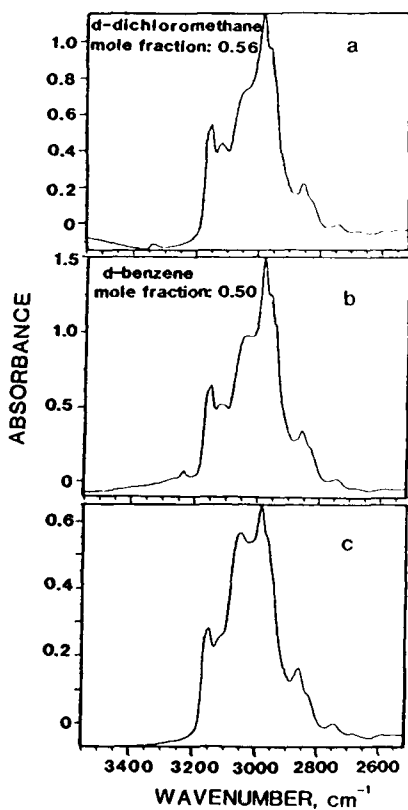 d-dichloromethane
mole fraction: 0.56
a
1.0
0.8
0.6
0.4
0.2
0
d-benzene
mole fraction: 0.50
b
1.5
1.0
0.5
0
ABSORBANCE
c
0.6
0.4
0.2
0
3400 3200 3000 2800 2600
WAVENUMBER, cm⁻¹